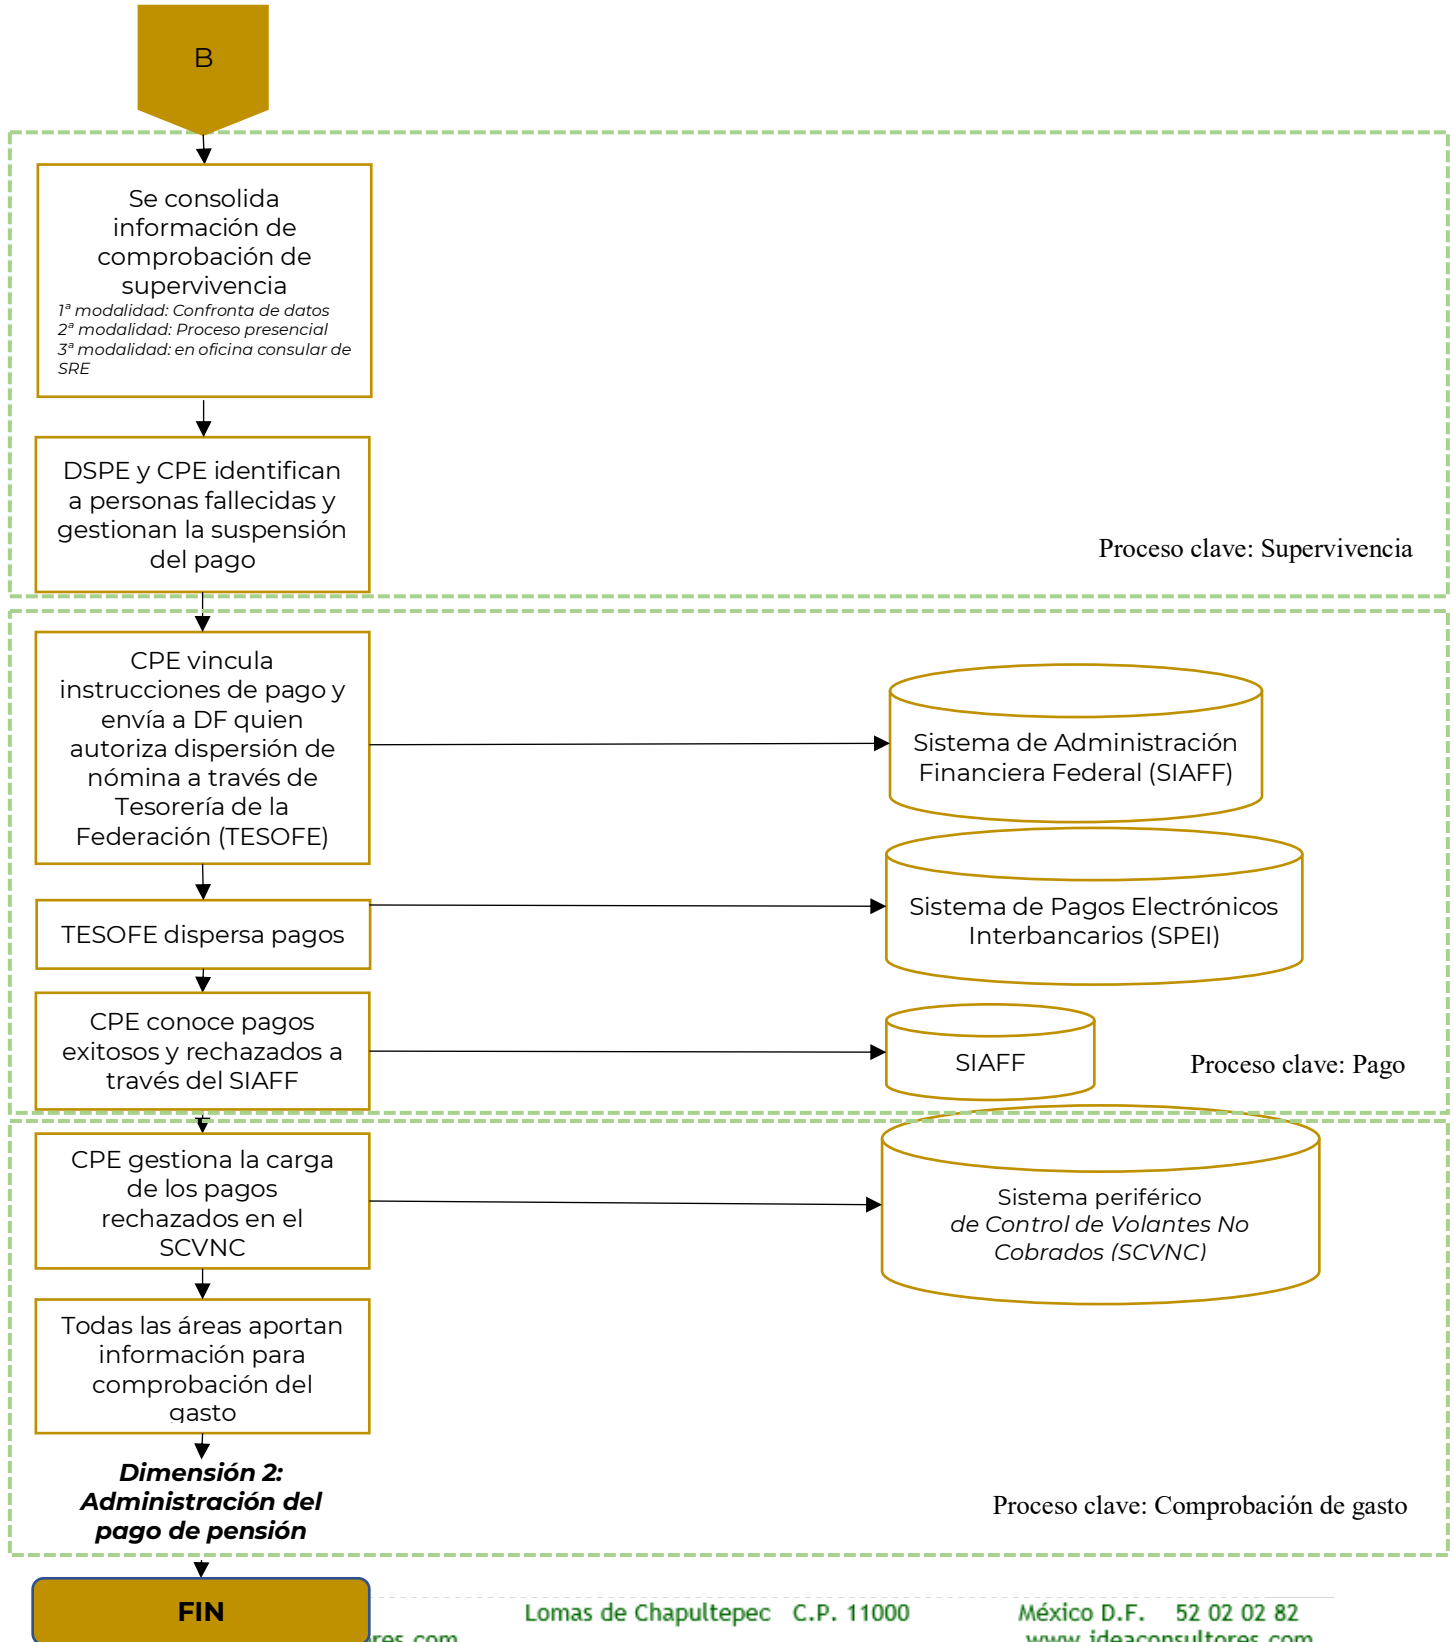 B
Se consolida
información de
comprobación de
supervivencia
1ª modalidad: Confronta de datos
2ª modalidad: Proceso presencial
3ª modalidad: en oficina consular de
SRE
DSPE y CPE identifican
a personas fallecidas y
gestionan la suspensión
del pago
Proceso clave: Supervivencia
CPE vincula
instrucciones de pago y
envía a DF quien
autoriza dispersión de
nómina a través de
Tesorería de la
Federación (TESOFE)
Sistema de Administración
Financiera Federal (SIAFF)
TESOFE dispersa pagos
Sistema de Pagos Electrónicos
Interbancarios (SPEI)
CPE conoce pagos
exitosos y rechazados a
través del SIAFF
SIAFF
Proceso clave: Pago
CPE gestiona la carga
de los pagos
rechazados en el
SCVNC
Sistema periférico
de Control de Volantes No
Cobrados (SCVNC)
Todas las áreas aportan
información para
comprobación del
gasto
Dimensión 2:
Administración del
pago de pensión
Proceso clave: Comprobación de gasto
FIN
Lomas de Chapultepec C.P. 11000 México D.F. 52 02 02 82
www.ideaconsultores.com